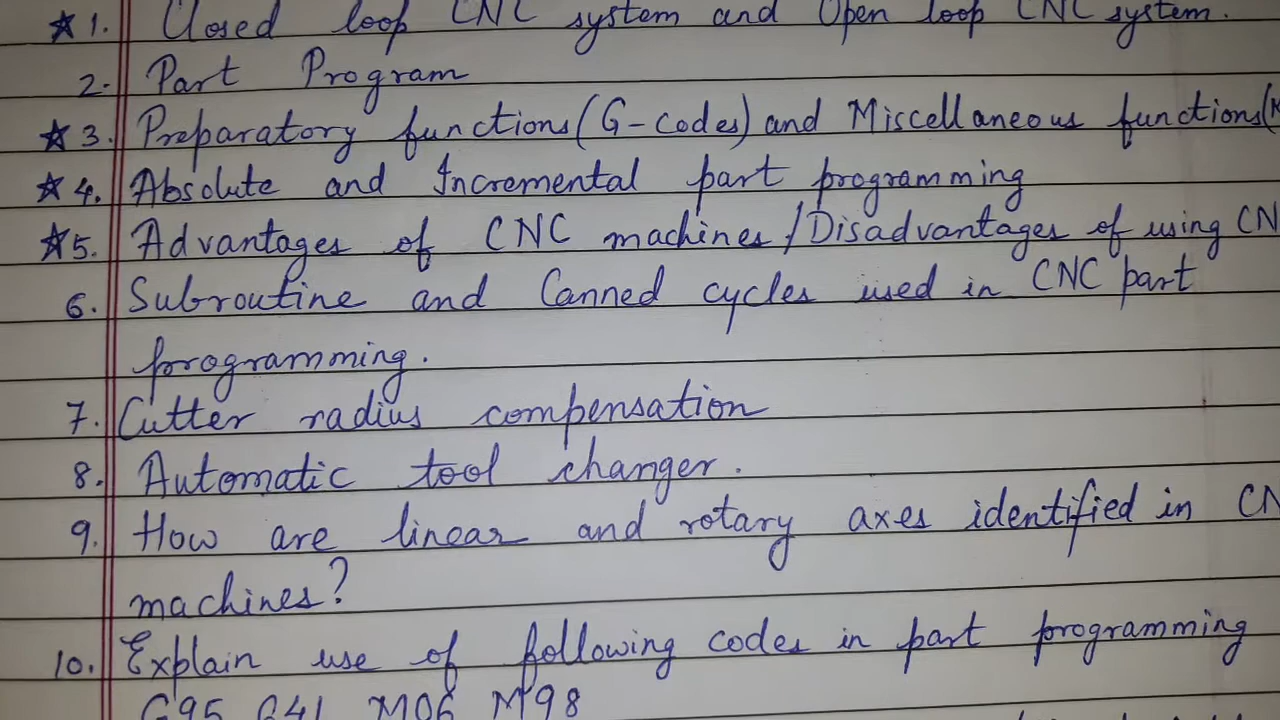 ☆1. Closed loop CNC system and Open loop CNC system.
2. Part Program
☆3. Preparatory functions (G-codes) and Miscellaneous functions(
☆4. Absolute and Incremental part programming
☆5. Advantages of CNC machines/Disadvantages of using CN
6. Subroutine and Canned cycles used in CNC part
programming.
7. Cutter radius compensation
8. Automatic tool changer.
9. How are linear and rotary axes identified in CN
machines?
10. Explain use of following codes in part programming
G95 G41 M06 M98